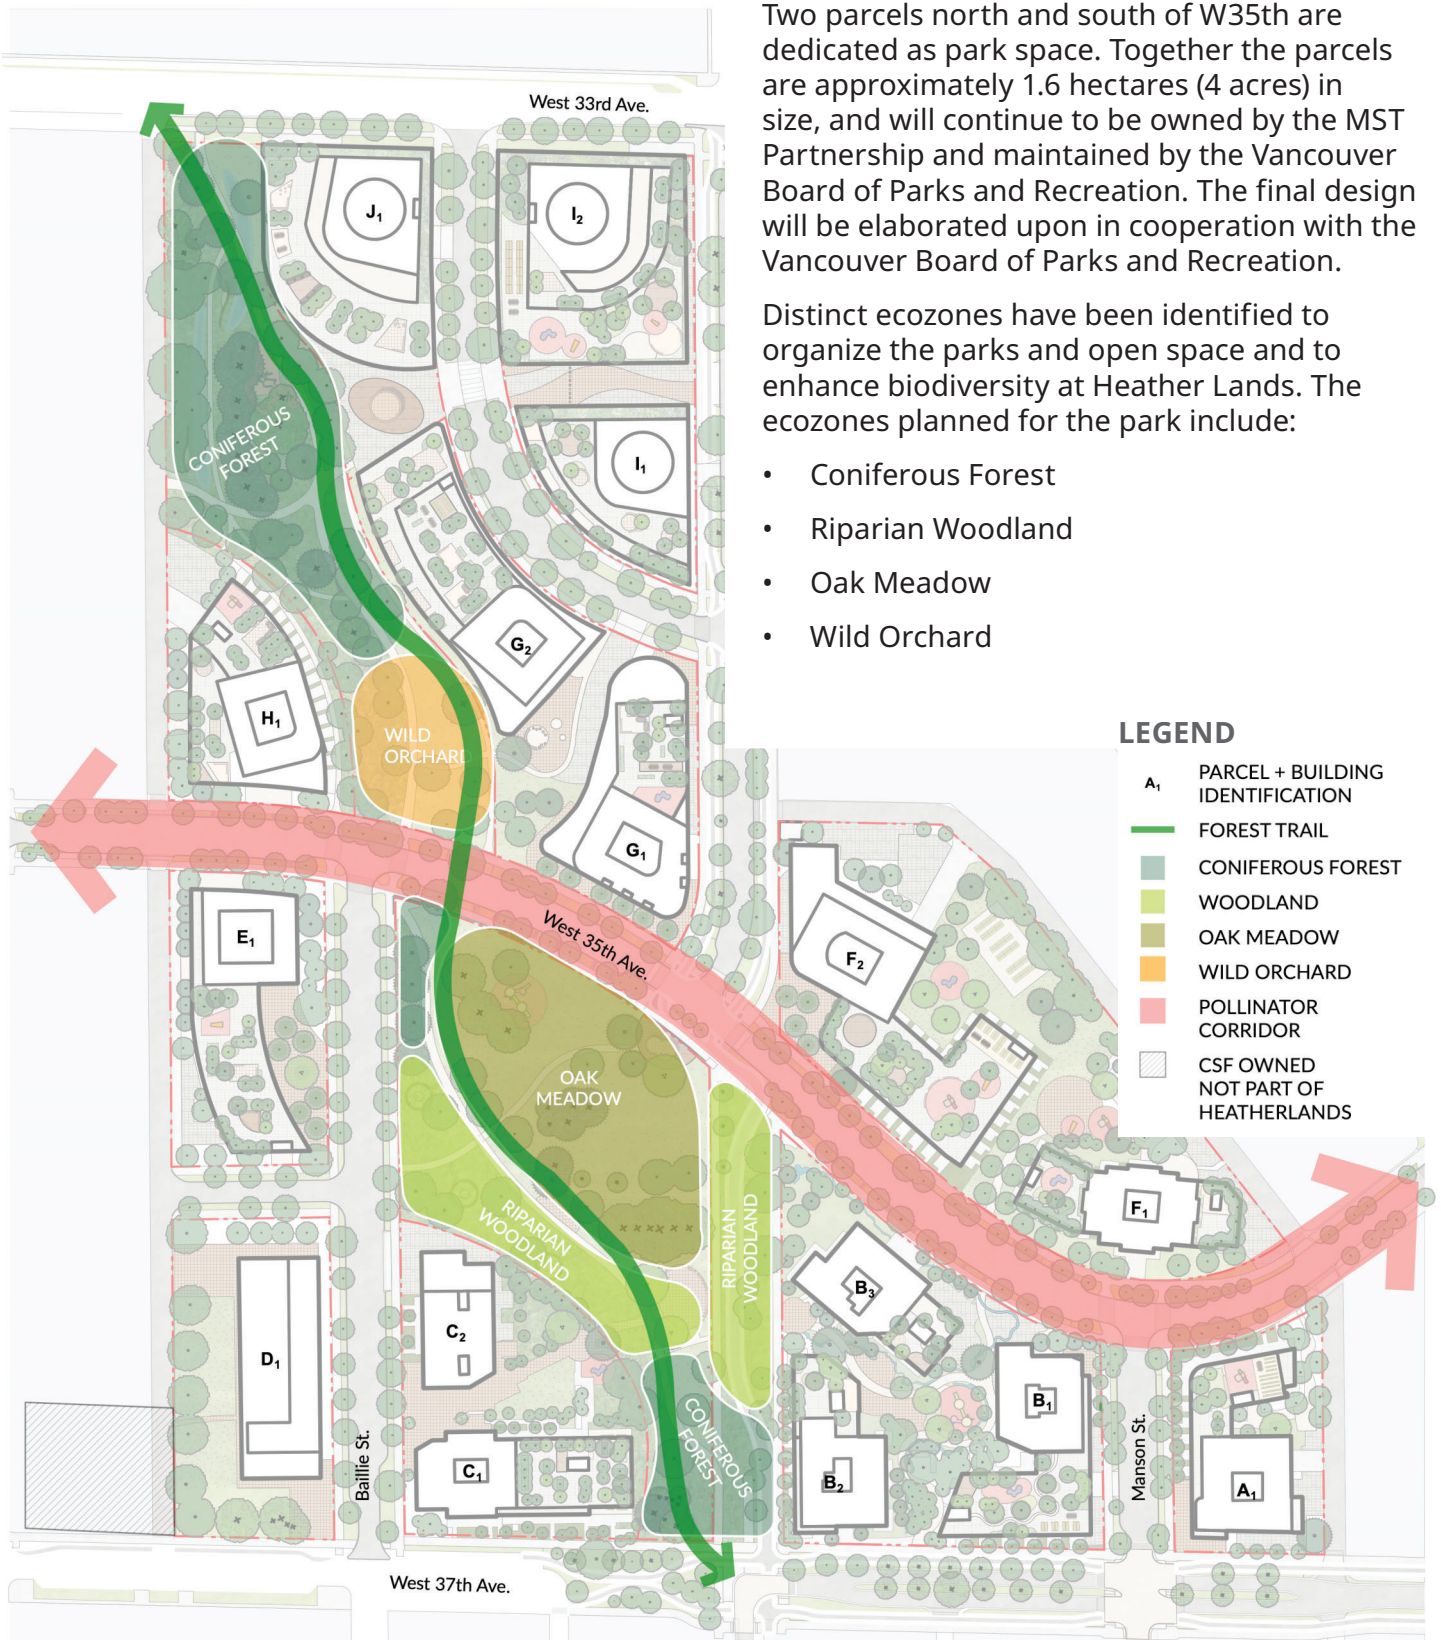 Two parcels north and south of W35th are
dedicated as park space. Together the parcels
are approximately 1.6 hectares (4 acres) in
size, and will continue to be owned by the MST
Partnership and maintained by the Vancouver
Board of Parks and Recreation. The final design
will be elaborated upon in cooperation with the
Vancouver Board of Parks and Recreation.
Distinct ecozones have been identified to
organize the parks and open space and to
enhance biodiversity at Heather Lands. The
ecozones planned for the park include:
• Coniferous Forest
• Riparian Woodland
• Oak Meadow
• Wild Orchard
LEGEND
A1 PARCEL + BUILDING
IDENTIFICATION
FOREST TRAIL
CONIFEROUS FOREST
WOODLAND
OAK MEADOW
WILD ORCHARD
POLLINATOR
CORRIDOR
CSF OWNED
NOT PART OF
HEATHERLANDS
West 33rd Ave.
J1
I2
CONIFEROUS
FOREST
I1
G2
H1
WILD
ORCHARD
G1
E1
West 35th Ave.
F2
OAK
MEADOW
RIPARIAN
WOODLAND
RIPARIAN
WOODLAND
F1
B3
C2
D1
B1
CONIFEROUS
FOREST
Baillie St.
C1
B2
Manson St.
A1
West 37th Ave.